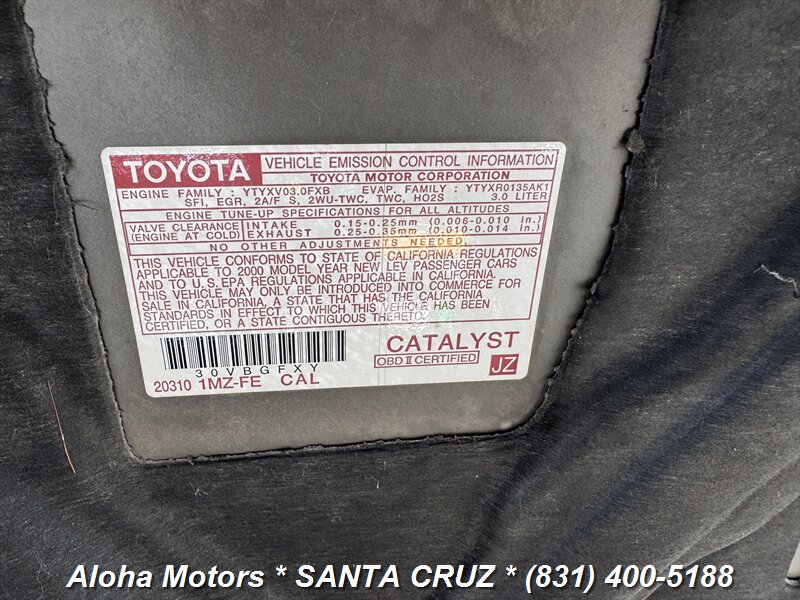 TOYOTA VEHICLE EMISSION CONTROL INFORMATION
TOYOTA MOTOR CORPORATION
ENGINE FAMILY : YTYXV03.0FXB EVAP. FAMILY : YTYXR0135AK1
SFI, EGR, 2A/F S, 2WU-TWC, TWC, HO2S 3.0 LITER
ENGINE TUNE-UP SPECIFICATIONS FOR ALL ALTITUDES
VALVE CLEARANCE INTAKE 0.15-0.25mm (0.006-0.010 in.)
(ENGINE AT COLD) EXHAUST 0.25-0.35mm (0.010-0.014 in.)
NO OTHER ADJUSTMENTS NEEDED.
THIS VEHICLE CONFORMS TO STATE OF CALIFORNIA REGULATIONS
APPLICABLE TO 2000 MODEL YEAR NEW LEV PASSENGER CARS
AND TO U.S.EPA REGULATIONS APPLICABLE IN CALIFORNIA.
THIS VEHICLE MAY ONLY BE INTRODUCED INTO COMMERCE FOR
SALE IN CALIFORNIA, A STATE THAT HAS THE CALIFORNIA
STANDARDS IN EFFECT TO WHICH THIS VEHICLE HAS BEEN
CERTIFIED, OR A STATE CONTIGUOUS THERETO.
30VBGFXY
CATALYST
OBD II CERTIFIED
20310 1MZ-FE CAL
JZ
Aloha Motors * SANTA CRUZ * (831) 400-5188